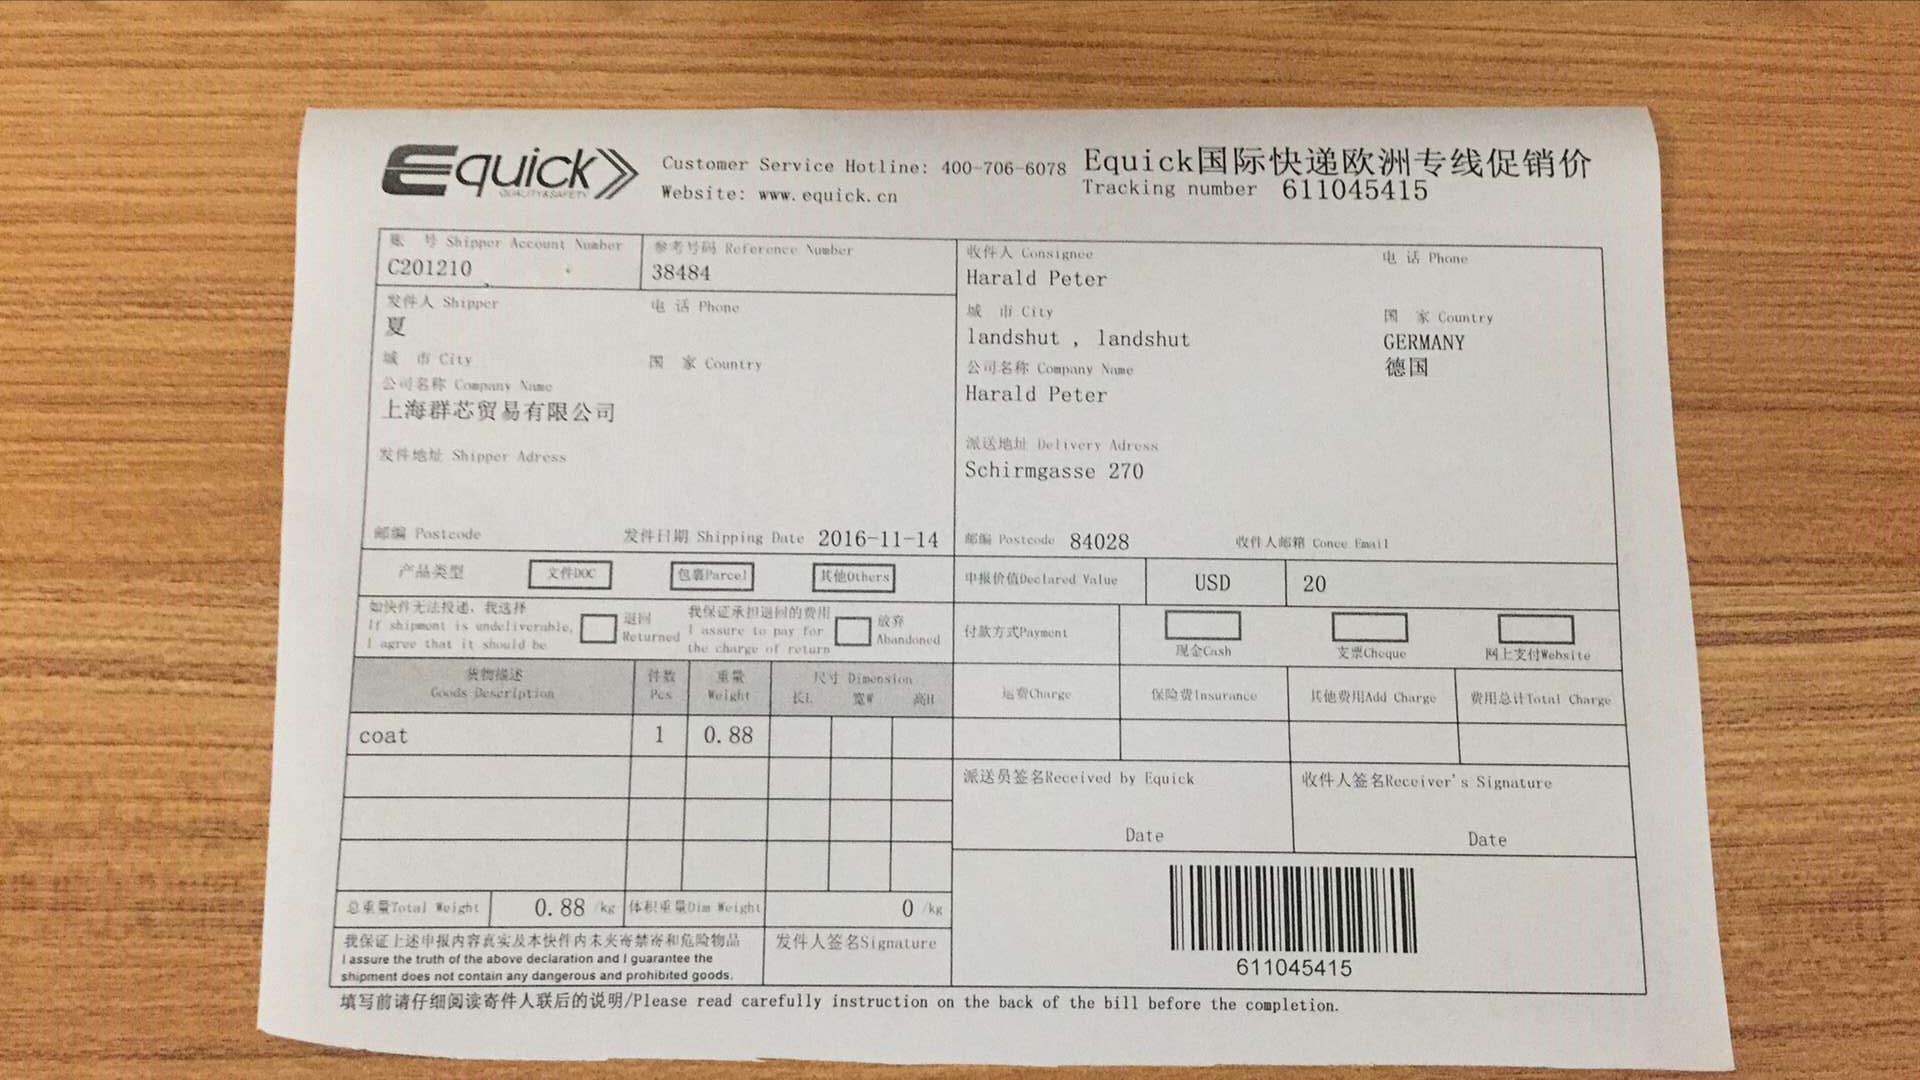 Equick
QUALITY&SAFETY
Customer Service Hotline: 400-706-6078
Website: www.equick.cn
Equick国际快递欧洲专线促销价
Tracking number 611045415
账 号 Shipper Account Number
C201210
参考号码 Reference Number
38484
发件人 Shipper
电 话 Phone
夏
城 市 City
国 家 Country
公司名称 Company Name
上海群芯贸易有限公司
发件地址 Shipper Adress
邮编 Postcode
发件日期 Shipping Date 2016-11-14
收件人 Consignee
电 话 Phone
Harald Peter
城 市 City
国 家 Country
landshut , landshut
GERMANY
德国
公司名称 Company Name
Harald Peter
派送地址 Delivery Adress
Schirmgasse 270
邮编 Postcode 84028
收件人邮箱 Conee Email
产品类型
文件DOC
包裹Parcel
其他Others
申报价值Declared Value
USD
20
如快件无法投递，我选择
If shipment is undeliverable,
I agree that it should be
退回
Returned
我保证承担退回的费用
I assure to pay for
the charge of return
放弃
Abandoned
付款方式Payment
现金Cash
支票Cheque
网上支付Website
货物描述
Goods Description
件数
Pcs
重量
Weight
尺寸 Dimension
长L 宽W 高H
运费Charge
保险费Insurance
其他费用Add Charge
费用总计Total Charge
coat 1 0.88
派送员签名Received by Equick
Date
收件人签名Receiver's Signature
Date
总重量Total Weight 0.88 /kg
体积重量Dim Weight 0 /kg
我保证上述申报内容真实及本快件内未夹寄禁寄和危险物品
I assure the truth of the above declaration and I guarantee the
shipment does not contain any dangerous and prohibited goods.
发件人签名Signature
611045415
填写前请仔细阅读寄件人联后的说明/Please read carefully instruction on the back of the bill before the completion.